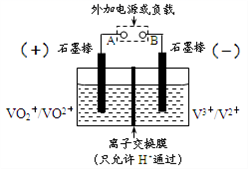 外加电源或负载
A B
石墨棒 石墨棒
(+) (-)
VO₂⁺/VO²⁺ V³⁺/V²⁺
离子交换膜
(只允许H⁺通过)